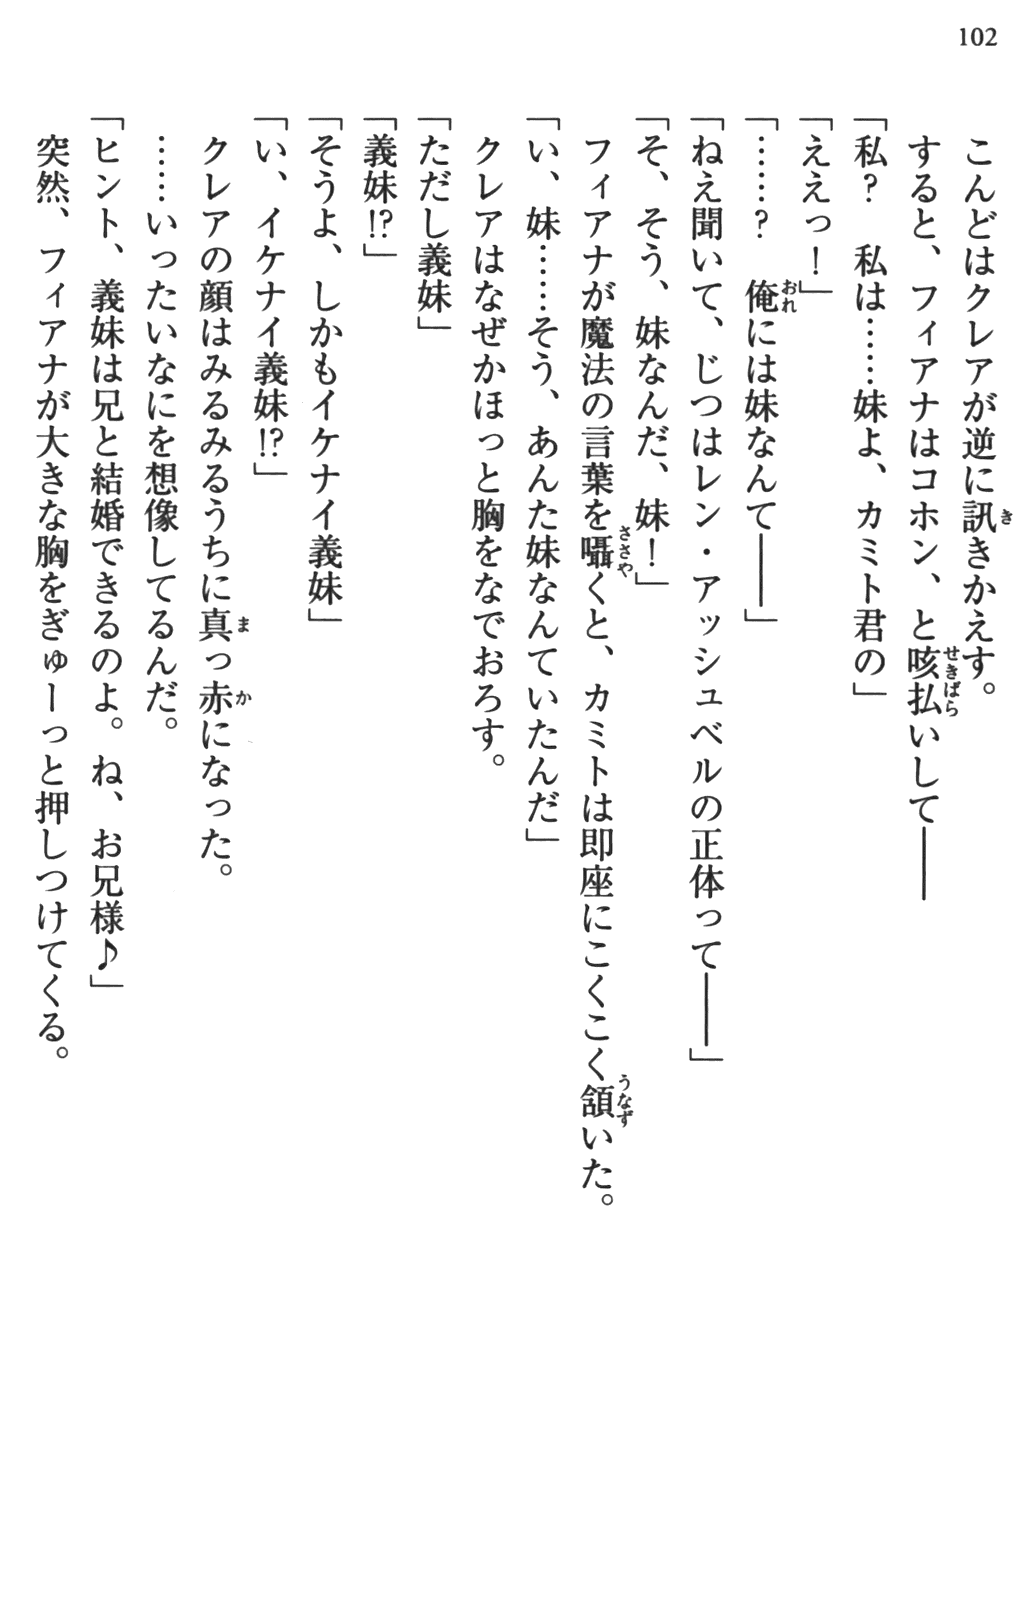 102
こんどはクレアが逆に訊きかえす。
すると、フィアナはコホン、と咳払いして――
「私？　私は……妹よ、カミト君の」
「ええっ！」
「……？　俺には妹なんて――」
「ねえ聞いて、じつはレン・アッシュベルの正体って――」
「そ、そう、妹なんだ、妹！」
フィアナが魔法の言葉を囁くと、カミトは即座にこくこく頷いた。
「い、妹……そう、あんた妹なんていたんだ」
クレアはなぜかほっと胸をなでおろす。
「ただし義妹」
「義妹!?」
「そうよ、しかもイケナイ義妹」
「い、イケナイ義妹!?」
クレアの顔はみるみるうちに真っ赤になった。
……いったいなにを想像してるんだ。
「ヒント、義妹は兄と結婚できるのよ。ね、お兄様♪」
突然、フィアナが大きな胸をぎゅーっと押しつけてくる。